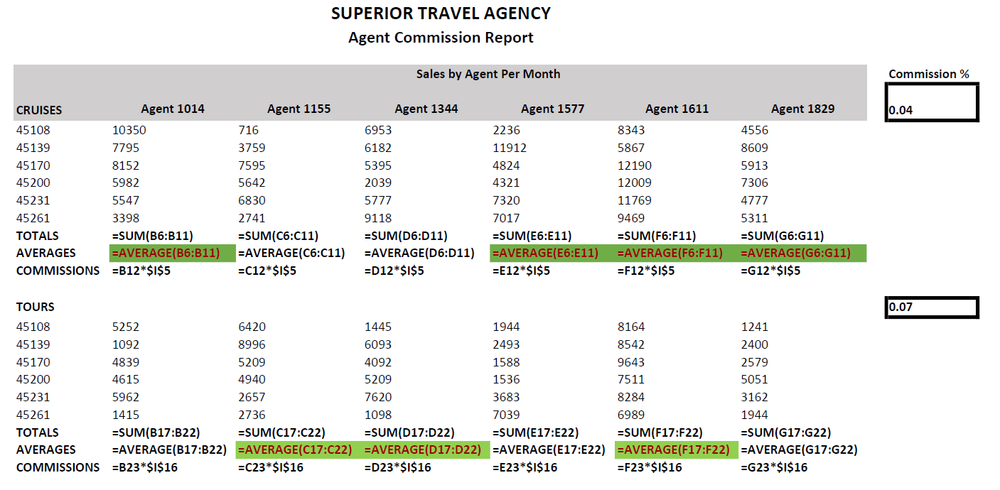 SUPERIOR TRAVEL AGENCY
Agent Commission Report
Sales by Agent Per Month Commission %
CRUISES Agent 1014 Agent 1155 Agent 1344 Agent 1577 Agent 1611 Agent 1829 0.04
45108 10350 716 6953 2236 8343 4556
45139 7795 3759 6182 11912 5867 8609
45170 8152 7595 5395 4824 12190 5913
45200 5982 5642 2039 4321 12009 7306
45231 5547 6830 5777 7320 11769 4777
45261 3398 2741 9118 7017 9469 5311
TOTALS =SUM(B6:B11) =SUM(C6:C11) =SUM(D6:D11) =SUM(E6:E11) =SUM(F6:F11) =SUM(G6:G11)
AVERAGES =AVERAGE(B6:B11) =AVERAGE(C6:C11) =AVERAGE(D6:D11) =AVERAGE(E6:E11) =AVERAGE(F6:F11) =AVERAGE(G6:G11)
COMMISSIONS =B12*$I$5 =C12*$I$5 =D12*$I$5 =E12*$I$5 =F12*$I$5 =G12*$I$5
TOURS 0.07
45108 5252 6420 1445 1944 8164 1241
45139 1092 8996 6093 2493 8542 2400
45170 4839 5209 4092 1588 9643 2579
45200 4615 4940 5209 1536 7511 5051
45231 5962 2657 7620 3683 8284 3162
45261 1415 2736 1098 7039 6989 1944
TOTALS =SUM(B17:B22) =SUM(C17:C22) =SUM(D17:D22) =SUM(E17:E22) =SUM(F17:F22) =SUM(G17:G22)
AVERAGES =AVERAGE(B17:B22) =AVERAGE(C17:C22) =AVERAGE(D17:D22) =AVERAGE(E17:E22) =AVERAGE(F17:F22) =AVERAGE(G17:G22)
COMMISSIONS =B23*$I$16 =C23*$I$16 =D23*$I$16 =E23*$I$16 =F23*$I$16 =G23*$I$16